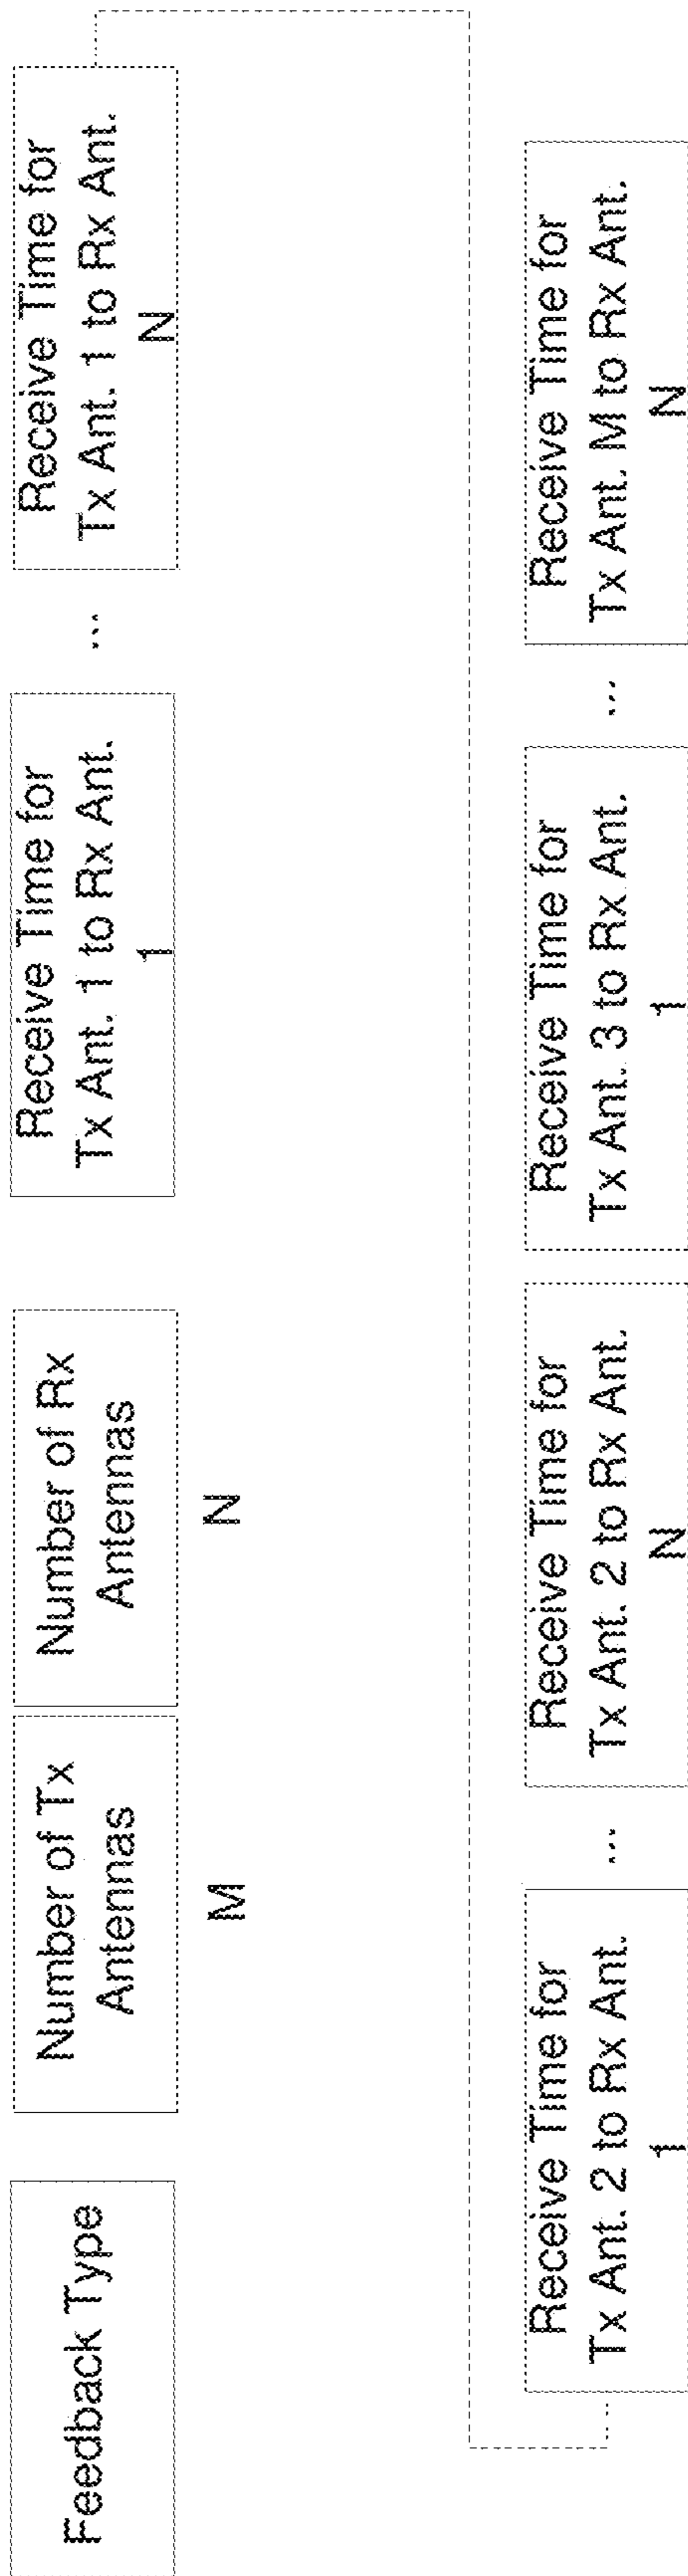 Feedback Type
Number of Tx
Antennas
M
Number of Rx
Antennas
N
Receive Time for
Tx Ant. 1 to Rx Ant.
1
...
Receive Time for
Tx Ant. 1 to Rx Ant.
N
Receive Time for
Tx Ant. 2 to Rx Ant.
1
...
Receive Time for
Tx Ant. 2 to Rx Ant.
N
Receive Time for
Tx Ant. 3 to Rx Ant.
1
...
Receive Time for
Tx Ant. M to Rx Ant.
N